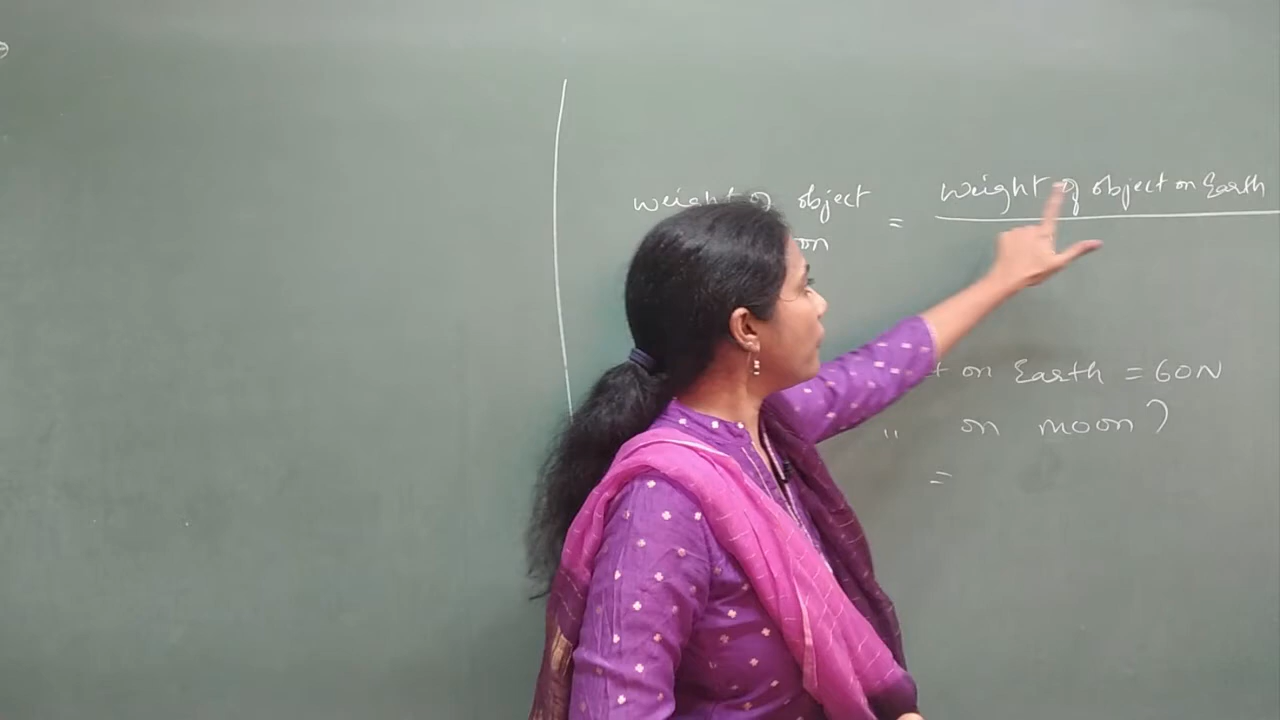 weight of object = weight of object on Earth
on
on Earth = 60N
" on moon?
=